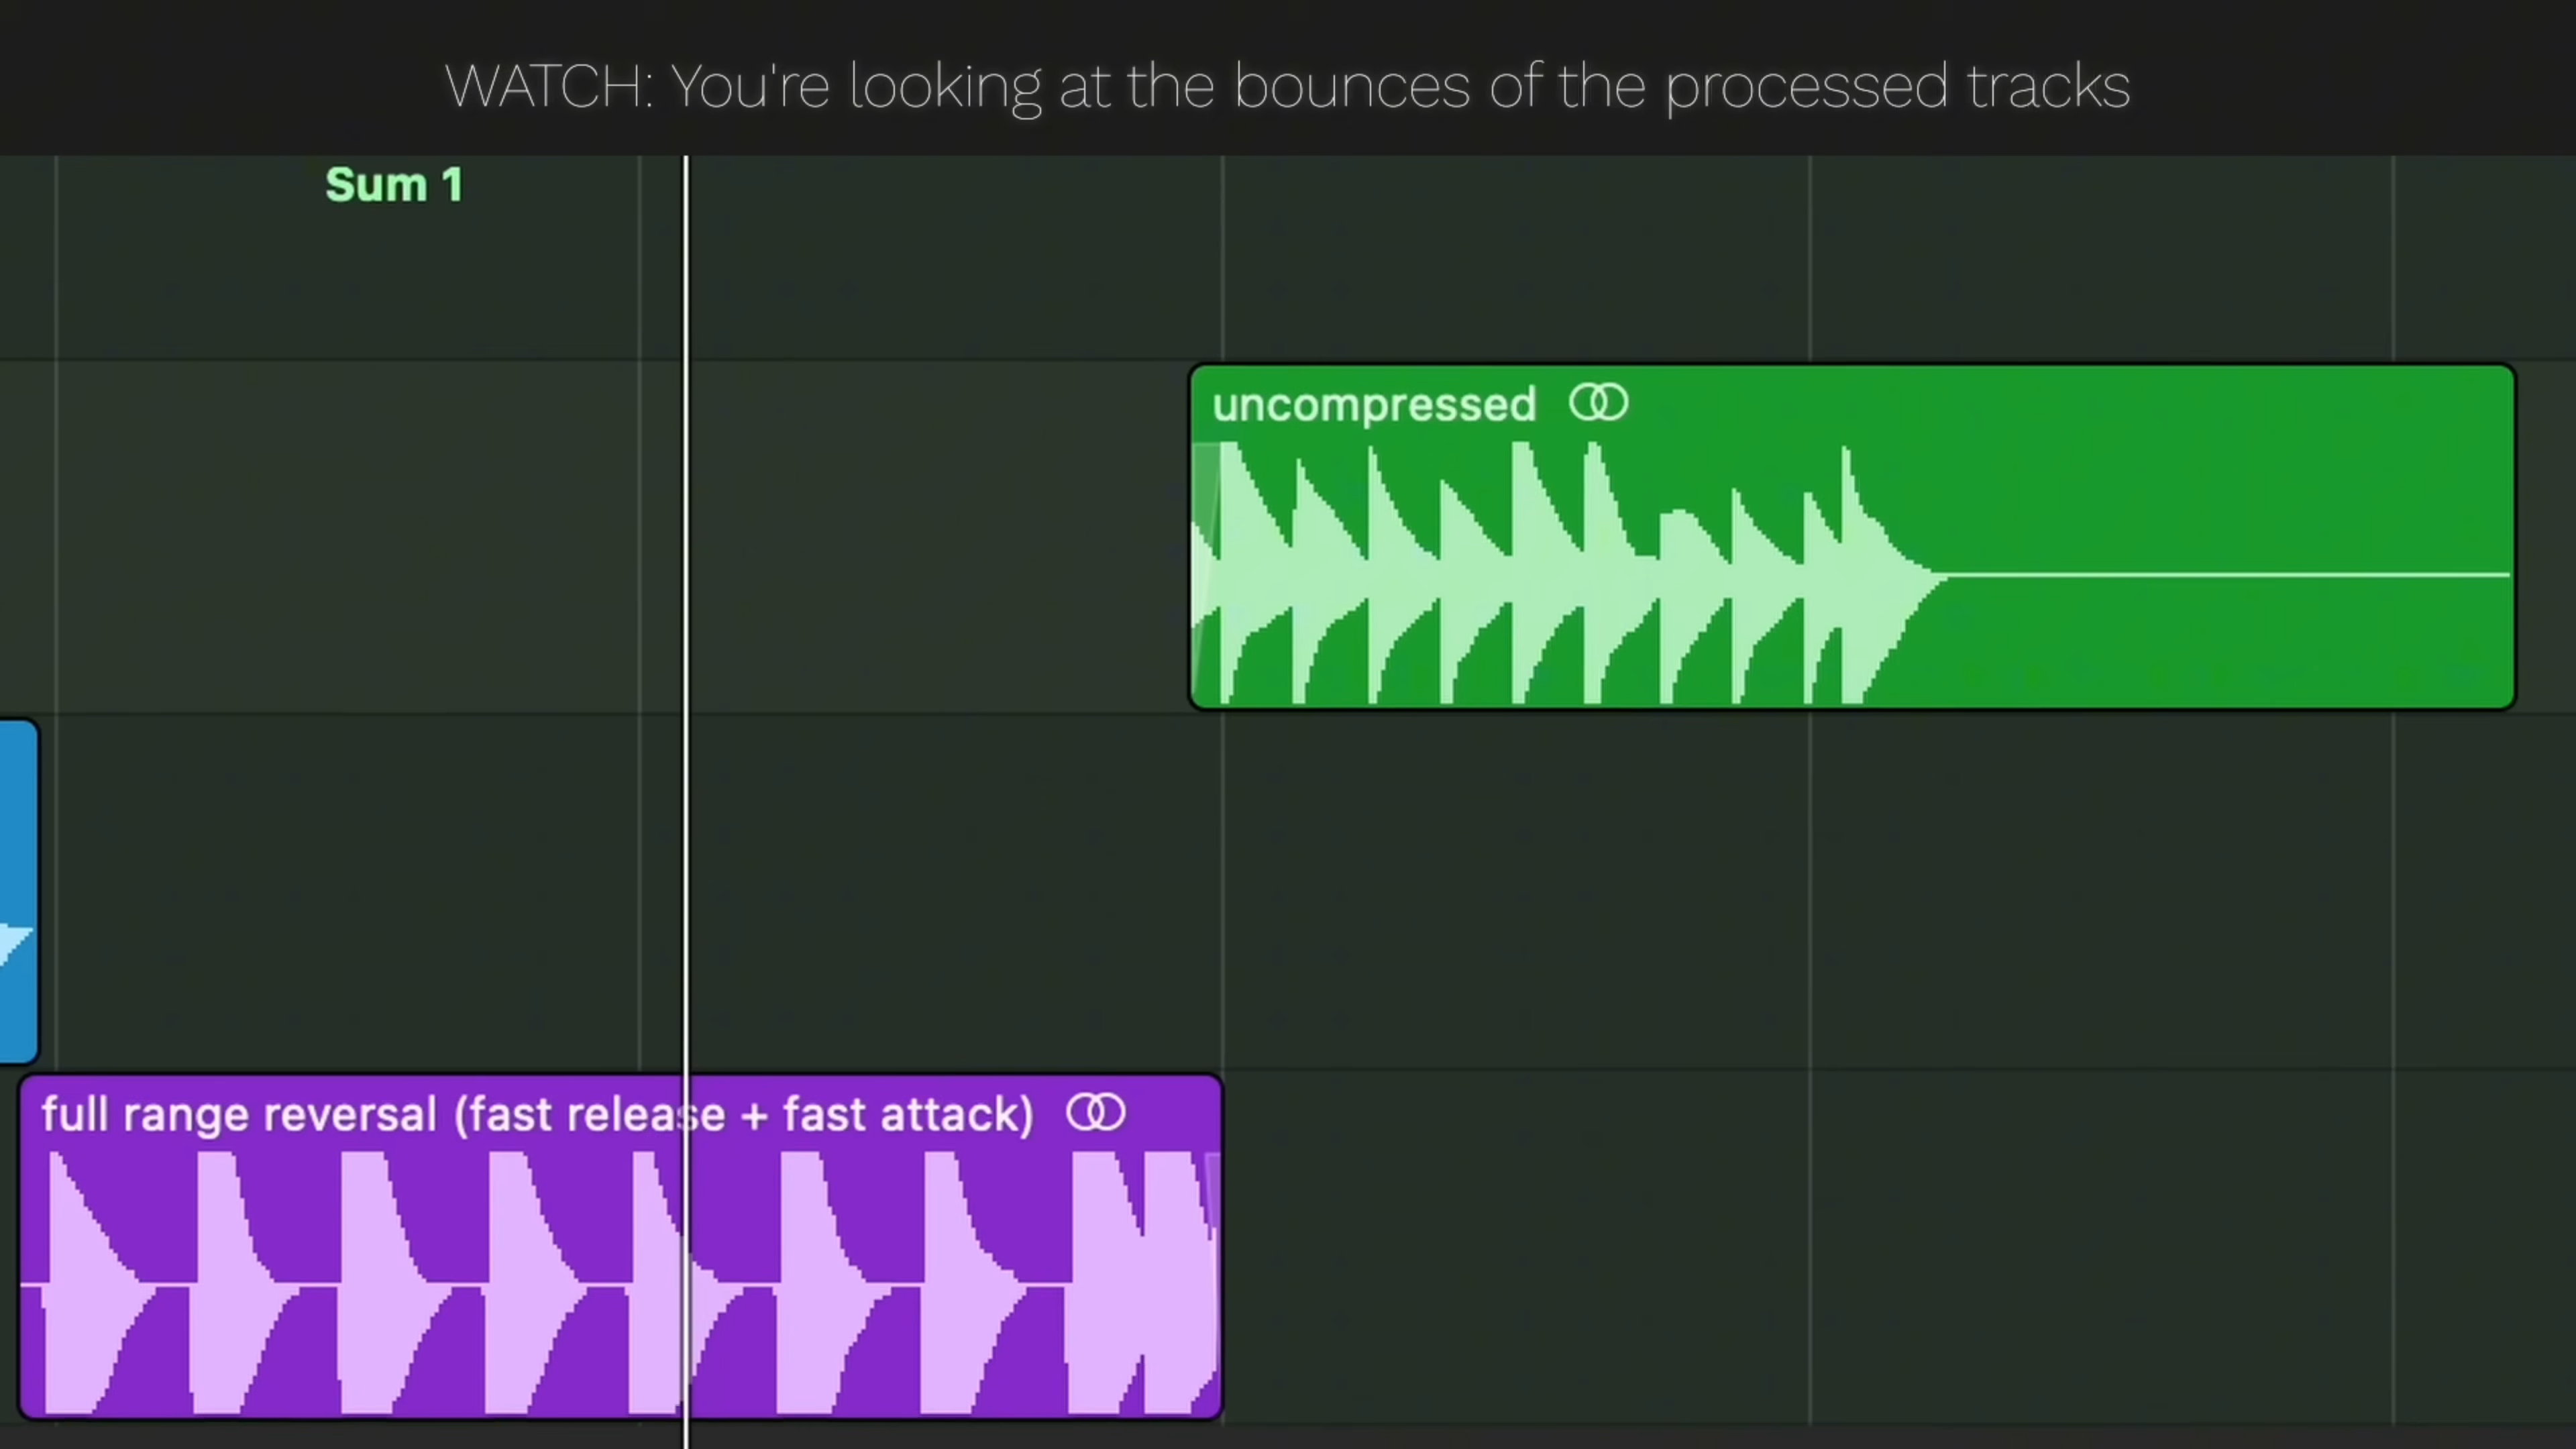 WATCH: You're looking at the bounces of the processed tracks
Sum 1
uncompressed
full range reversal (fast release + fast attack)